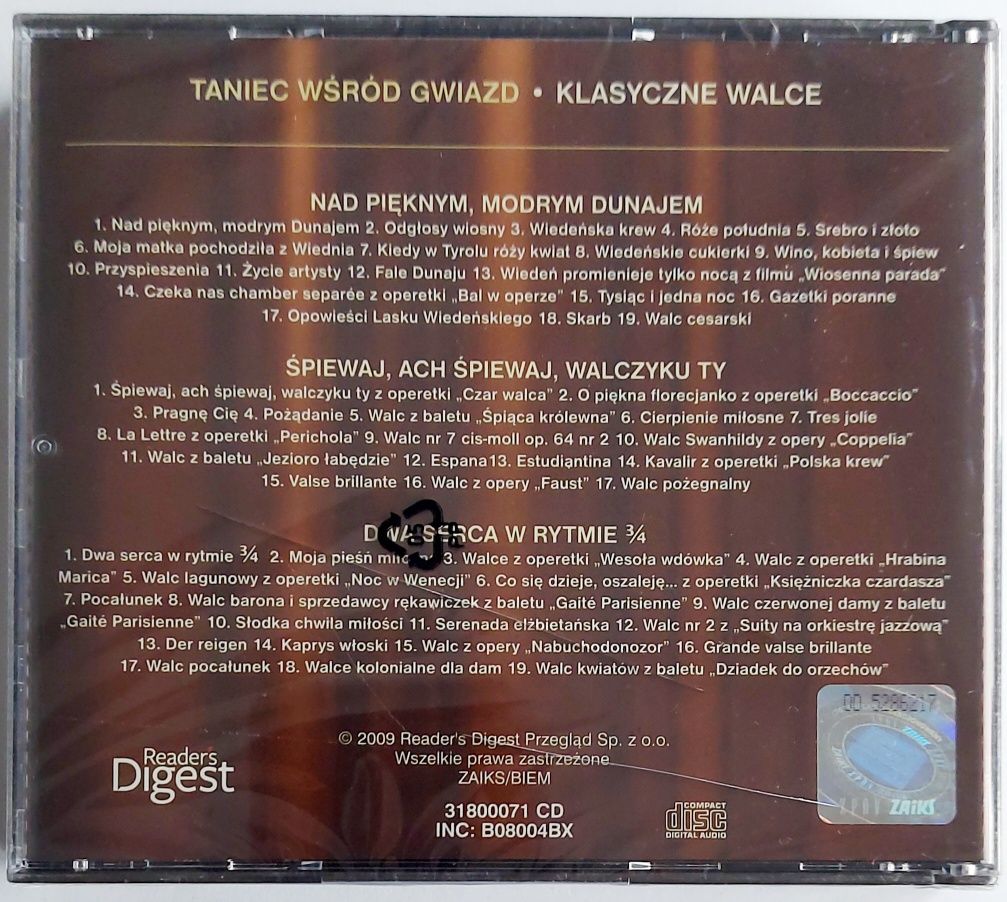 TANIEC WŚRÓD GWIAZD • KLASYCZNE WALCE
NAD PIĘKNYM, MODRYM DUNAJEM
1. Nad pięknym, modrym Dunajem 2. Odgłosy wiosny 3. Wiedeńska krew 4. Róże południa 5. Srebro i złoto
6. Moja matka pochodziła z Wiednia 7. Kiedy w Tyrolu róży kwiat 8. Wiedeńskie cukierki 9. Wino, kobieta i śpiew
10. Przyspieszenia 11. Życie artysty 12. Fale Dunaju 13. Wiedeń promienieje tylko nocą z filmu „Wiosenna parada”
14. Czeka nas chamber separée z operetki „Bal w operze” 15. Tysiąc i jedna noc 16. Gazetki poranne
17. Opowieści Lasku Wiedeńskiego 18. Skarb 19. Walc cesarski
ŚPIEWAJ, ACH ŚPIEWAJ, WALCZYKU TY
1. Śpiewaj, ach śpiewaj, walczyku ty z operetki „Czar walca” 2. O piękna florecjanko z operetki „Boccaccio”
3. Pragnę Cię 4. Pożądanie 5. Walc z baletu „Śpiąca królewna” 6. Cierpienie miłosne 7. Tres jolie
8. La Lettre z operetki „Perichola” 9. Walc nr 7 cis-moll op. 64 nr 2 10. Walc Swanhildy z opery „Coppelia”
11. Walc z baletu „Jezioro łabędzie” 12. Espana13. Estudiantina 14. Kavalir z operetki „Polska krew”
15. Valse brillante 16. Walc z opery „Faust” 17. Walc pożegnalny
DWA SERCA W RYTMIE ¾
1. Dwa serca w rytmie ¾ 2. Moja pieśń 3. Walce z operetki „Wesoła wdówka” 4. Walc z operetki „Hrabina
Marica” 5. Walc lagunowy z operetki „Noc w Wenecji” 6. Co się dzieje, oszaleję... z operetki „Księżniczka czardasza”
7. Pocałunek 8. Walc barona i sprzedawcy rękawiczek z baletu „Gaité Parisienne” 9. Walc czerwonej damy z baletu
„Gaité Parisienne” 10. Słodka chwila miłości 11. Serenada elżbietańska 12. Walc nr 2 z „Suity na orkiestrę jazzową”
13. Der reigen 14. Kaprys włoski 15. Walc z opery „Nabuchodonozor” 16. Grande valse brillante
17. Walc pocałunek 18. Walce kolonialne dla dam 19. Walc kwiatów z baletu „Dziadek do orzechów”
Readers
Digest
© 2009 Reader's Digest Przegląd Sp. z o.o.
Wszelkie prawa zastrzeżone
ZAIKS/BIEM
31800071 CD
INC: B08004BX
COMPACT
disc
DIGITAL AUDIO
QQ 5286217
ZAiKS